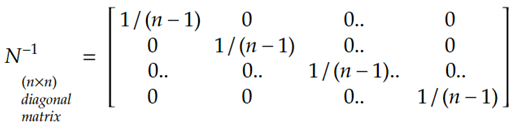 1/(n − 1) 0 0.. 0
0 1/(n − 1) 0.. 0
N⁻¹ = 0.. 0.. 1/(n − 1).. 0..
(n×n)
0 0 0.. 1/(n − 1)
diagonal
matrix